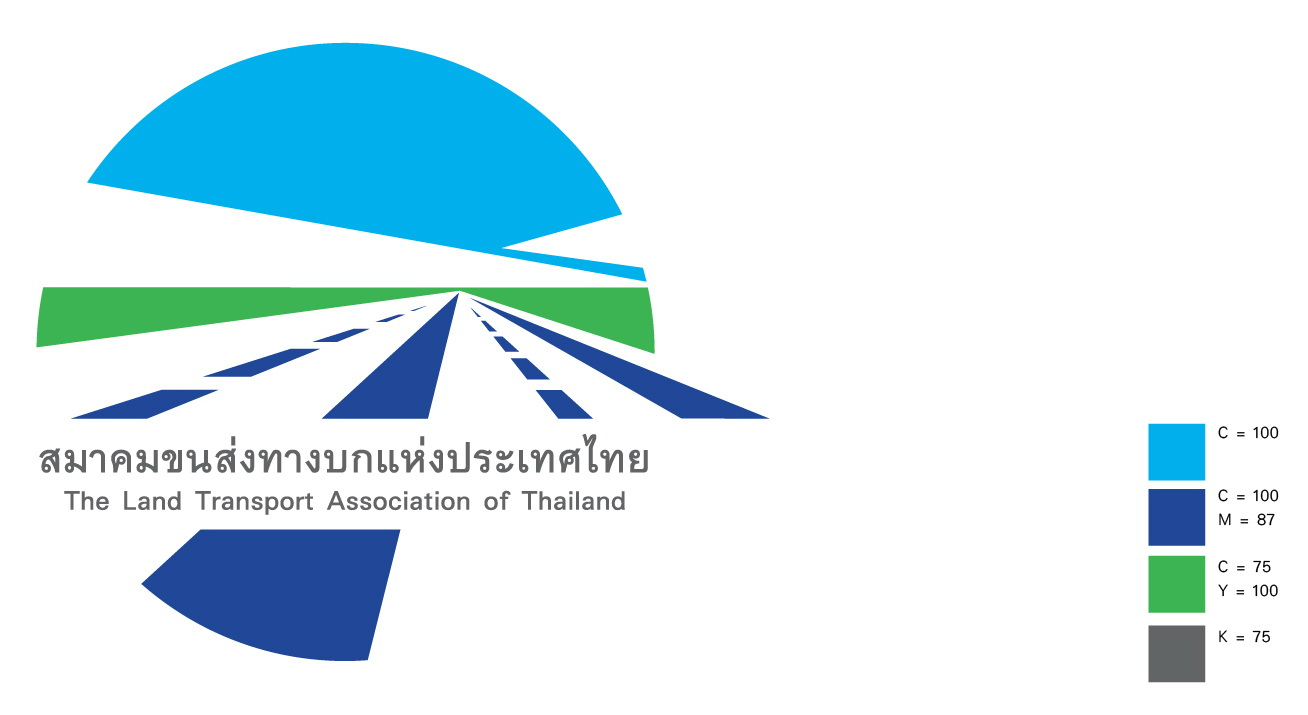 สมาคมขนส่งทางบกแห่งประเทศไทย
The Land Transport Association of Thailand
C = 100
C = 100
M = 87
C = 75
Y = 100
K = 75